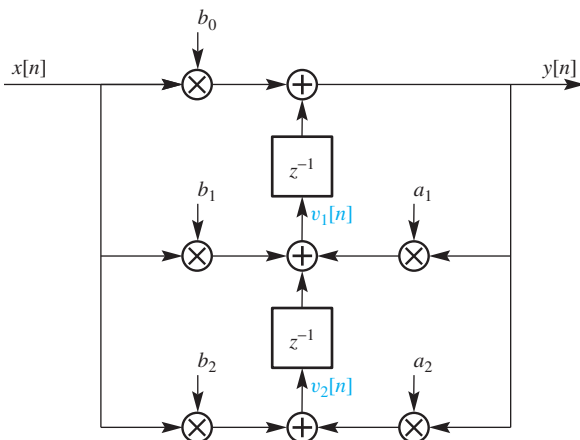 b₀
x[n] y[n]
z⁻¹
b₁ a₁
v₁[n]
z⁻¹
b₂ a₂
v₂[n]